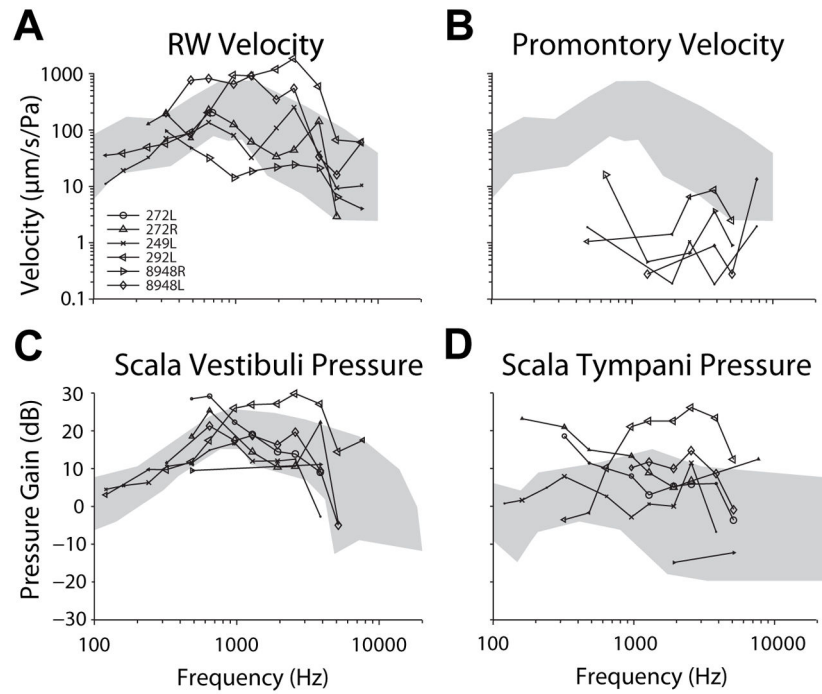 A
RW Velocity
B
Promontory Velocity
Velocity (μm/s/Pa)
1000
100
10
1
0.1
272L
272R
249L
292L
8948R
8948L
C
Scala Vestibuli Pressure
D
Scala Tympani Pressure
Pressure Gain (dB)
30
20
10
0
−10
−20
−30
100
1000
10000
100
1000
10000
Frequency (Hz)
Frequency (Hz)